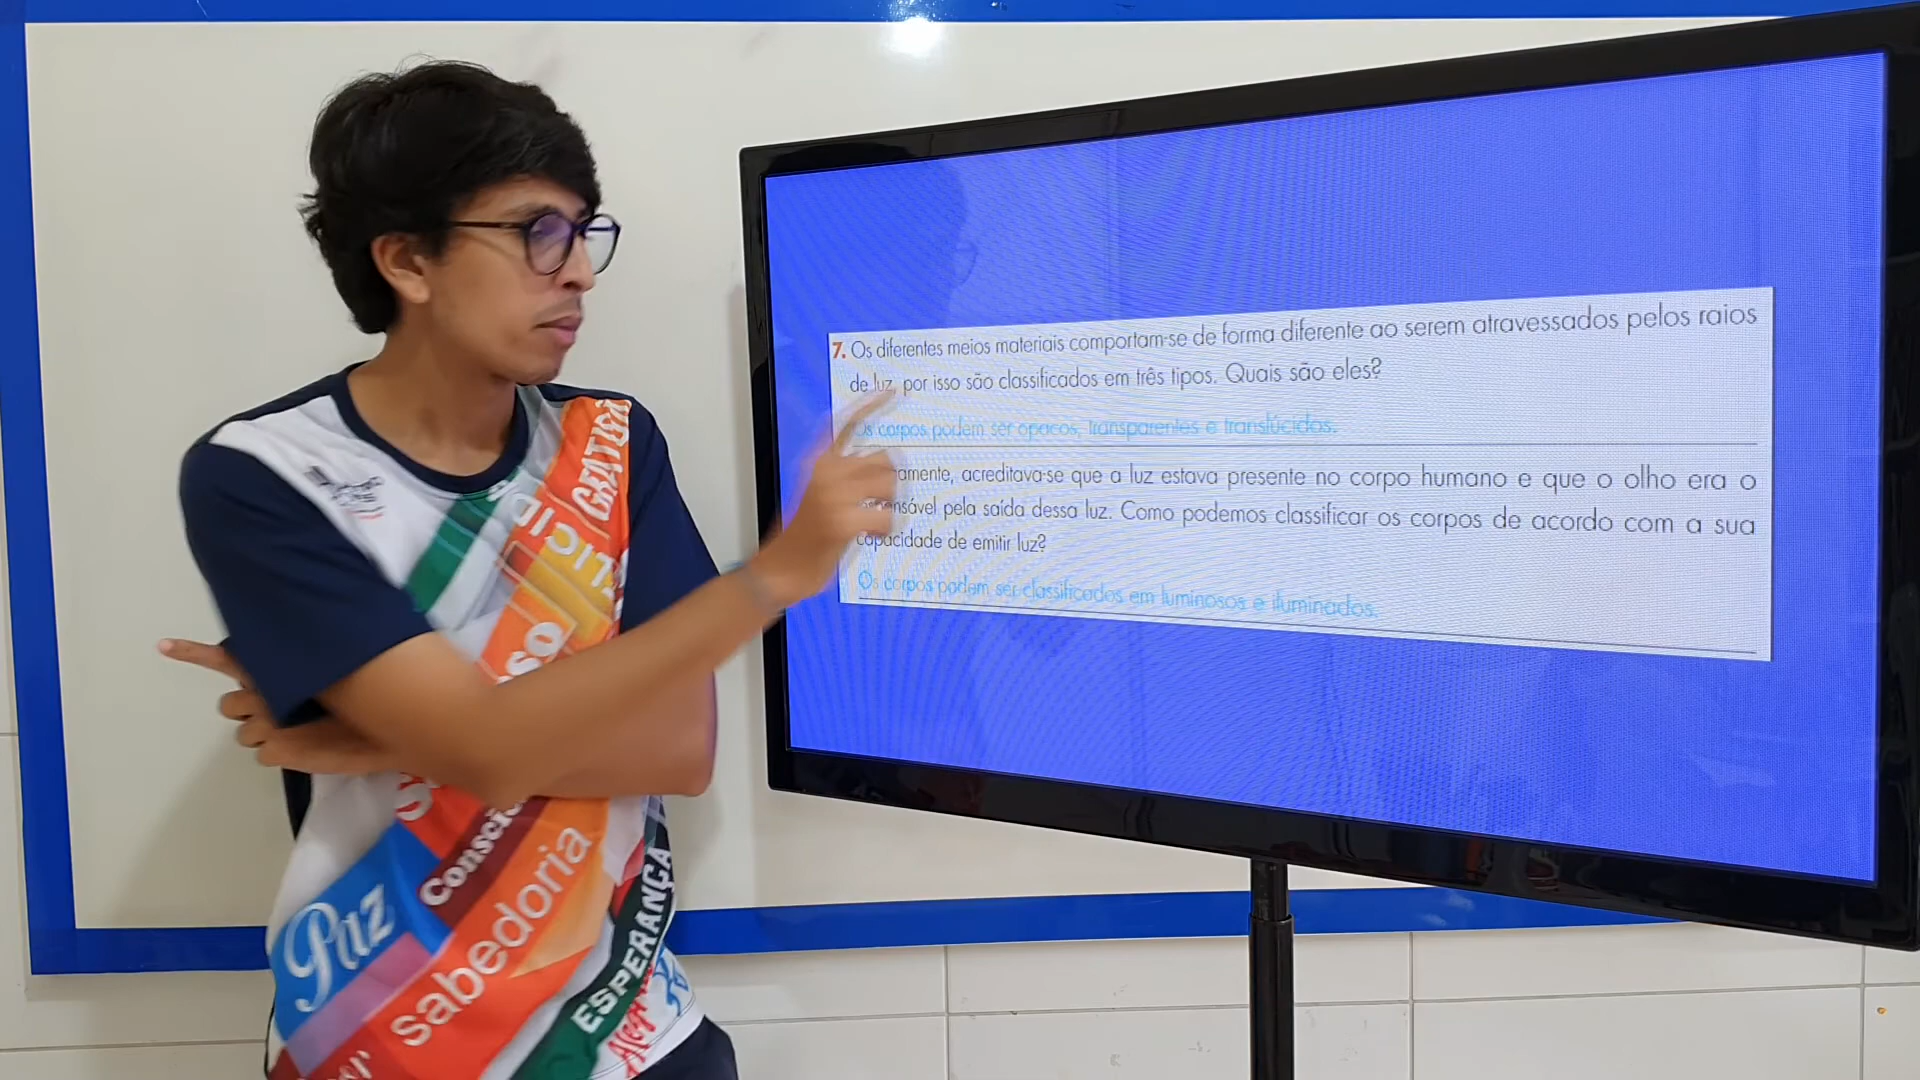 7. Os diferentes meios materiais comportam-se de forma diferente ao serem atravessados pelos raios
de luz, por isso são classificados em três tipos. Quais são eles?
Os corpos podem ser opacos, transparentes e translúcidos.
amente, acreditava-se que a luz estava presente no corpo humano e que o olho era o
nsável pela saída dessa luz. Como podemos classificar os corpos de acordo com a sua
capacidade de emitir luz?
Os corpos podem ser classificados em luminosos e iluminados.
GRATID
Consci
Paz
sabedoria
ESPERANÇA